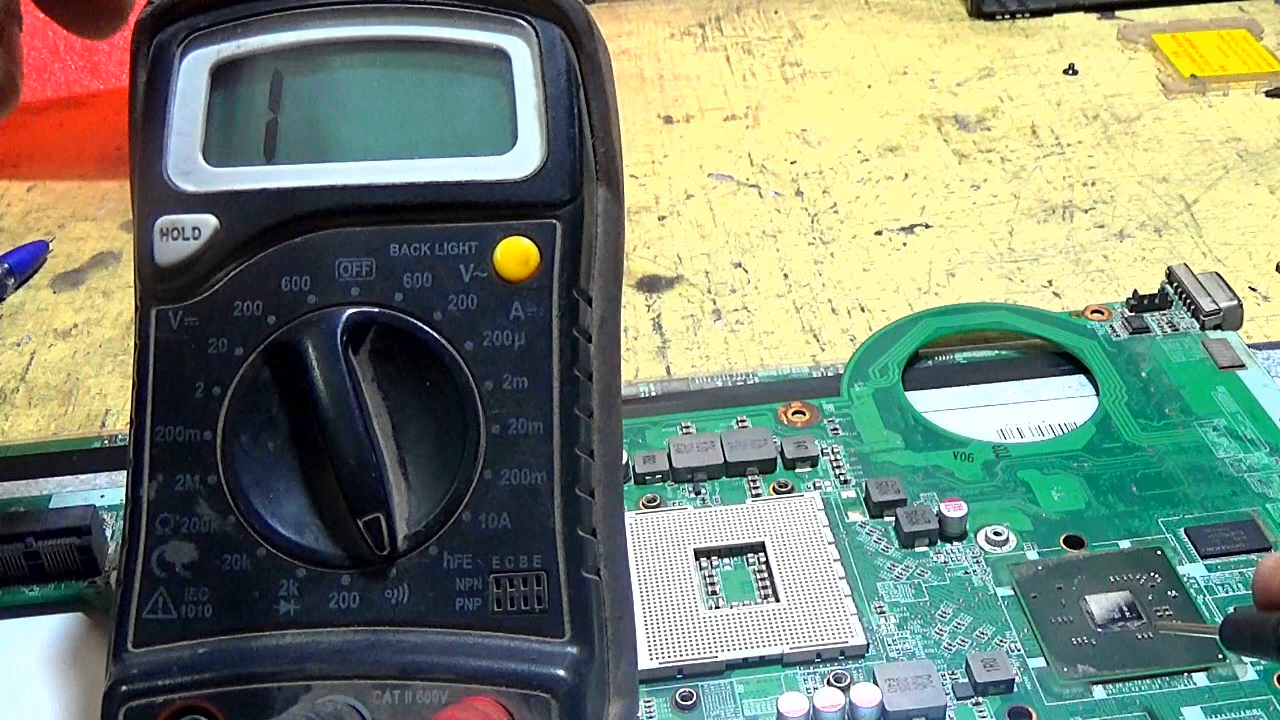 1
HOLD
BACK LIGHT
OFF
600
600
V~
200
200
V⎓
A⎓
20
200µ
2
2m
200m
20m
2M
200m
Ω 200k
10A
20k
hFE
E C B E
2k
200
NPN
PNP
IEC
1010
CAT II 600V
90A